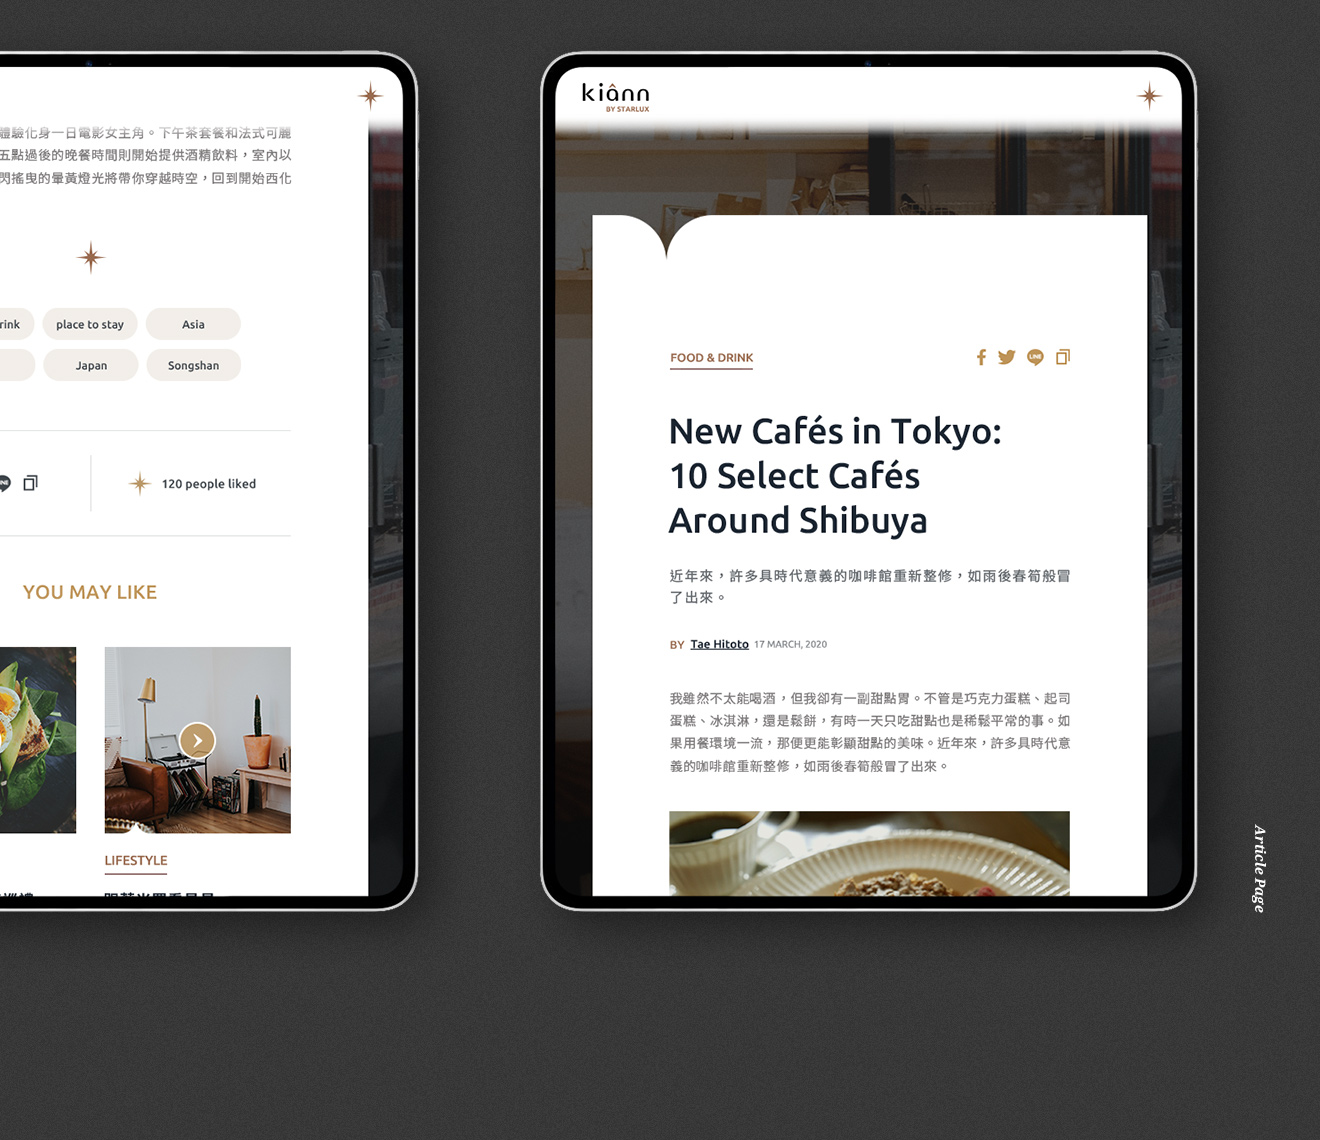 體驗化身一日電影女主角。下午茶套餐和法式可麗
五點過後的晚餐時間則開始提供酒精飲料，室內以
閃搖曳的暈黃燈光將帶你穿越時空，回到開始西化
rink
place to stay
Asia
Japan
Songshan
120 people liked
YOU MAY LIKE
LIFESTYLE
kiânn
BY STARLUX
FOOD & DRINK
LINE
New Cafés in Tokyo:
10 Select Cafés
Around Shibuya
近年來，許多具時代意義的咖啡館重新整修，如雨後春筍般冒
了出來。
BY Tae Hitoto 17 MARCH, 2020
我雖然不太能喝酒，但我卻有一副甜點胃。不管是巧克力蛋糕、起司
蛋糕、冰淇淋，還是鬆餅，有時一天只吃甜點也是稀鬆平常的事。如
果用餐環境一流，那便更能彰顯甜點的美味。近年來，許多具時代意
義的咖啡館重新整修，如雨後春筍般冒了出來。
Article Page